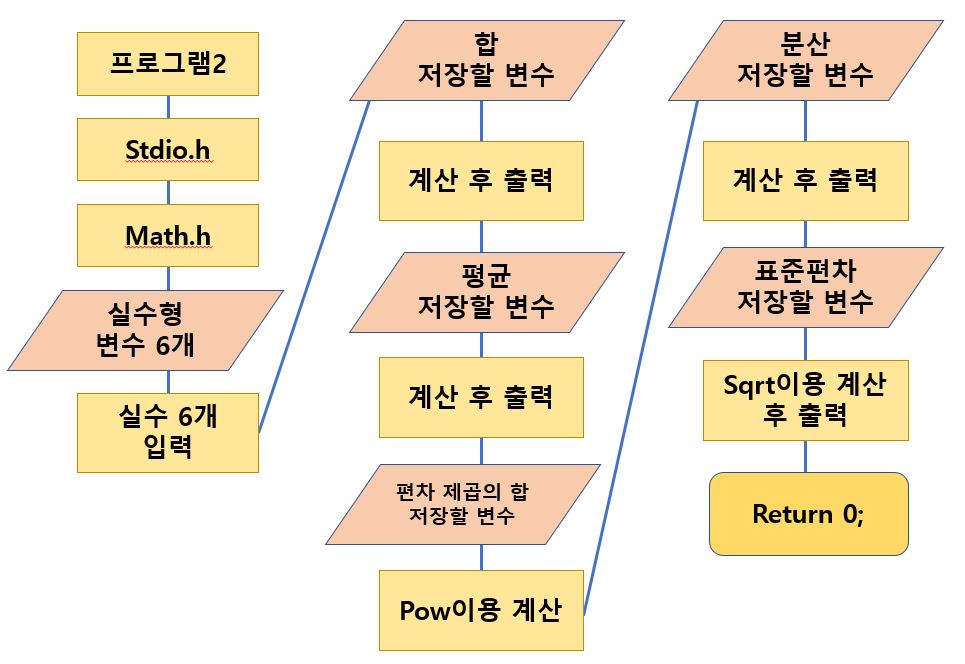 프로그램2
Stdio.h
Math.h
실수형
변수 6개
실수 6개
입력
합
저장할 변수
계산 후 출력
평균
저장할 변수
계산 후 출력
편차 제곱의 합
저장할 변수
Pow이용 계산
분산
저장할 변수
계산 후 출력
표준편차
저장할 변수
Sqrt이용 계산
후 출력
Return 0;